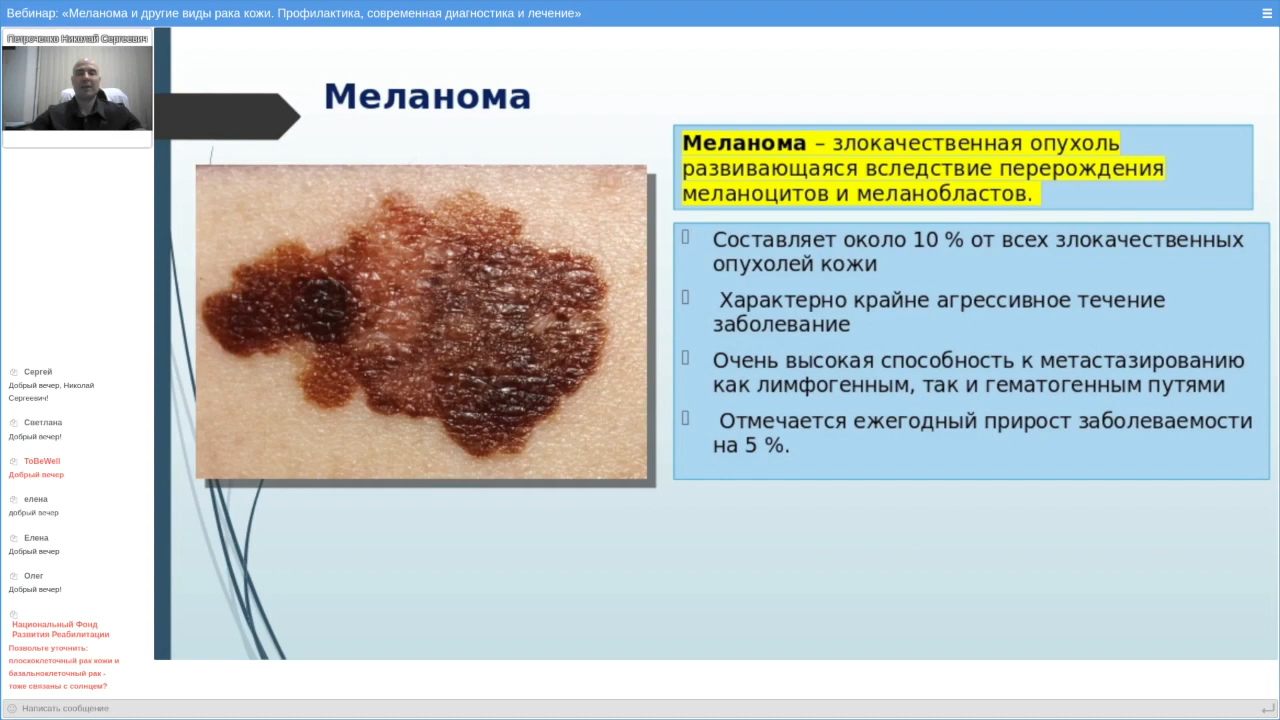 Вебинар: «Меланома и другие виды рака кожи. Профилактика, современная диагностика и лечение»
Петроченко Николай Сергеевич
Меланома
Меланома – злокачественная опухоль
развивающаяся вследствие перерождения
меланоцитов и меланобластов.
Составляет около 10 % от всех злокачественных
опухолей кожи
Характерно крайне агрессивное течение
заболевание
Очень высокая способность к метастазированию
как лимфогенным, так и гематогенным путями
Отмечается ежегодный прирост заболеваемости
на 5 %.
Сергей
Добрый вечер, Николай
Сергеевич!
Светлана
Добрый вечер!
ToBeWell
Добрый вечер
елена
добрый вечер
Елена
Добрый вечер
Олег
Добрый вечер!
Национальный Фонд
Развития Реабилитации
Позвольте уточнить:
плоскоклеточный рак кожи и
базальноклеточный рак -
тоже связаны с солнцем?
Написать сообщение